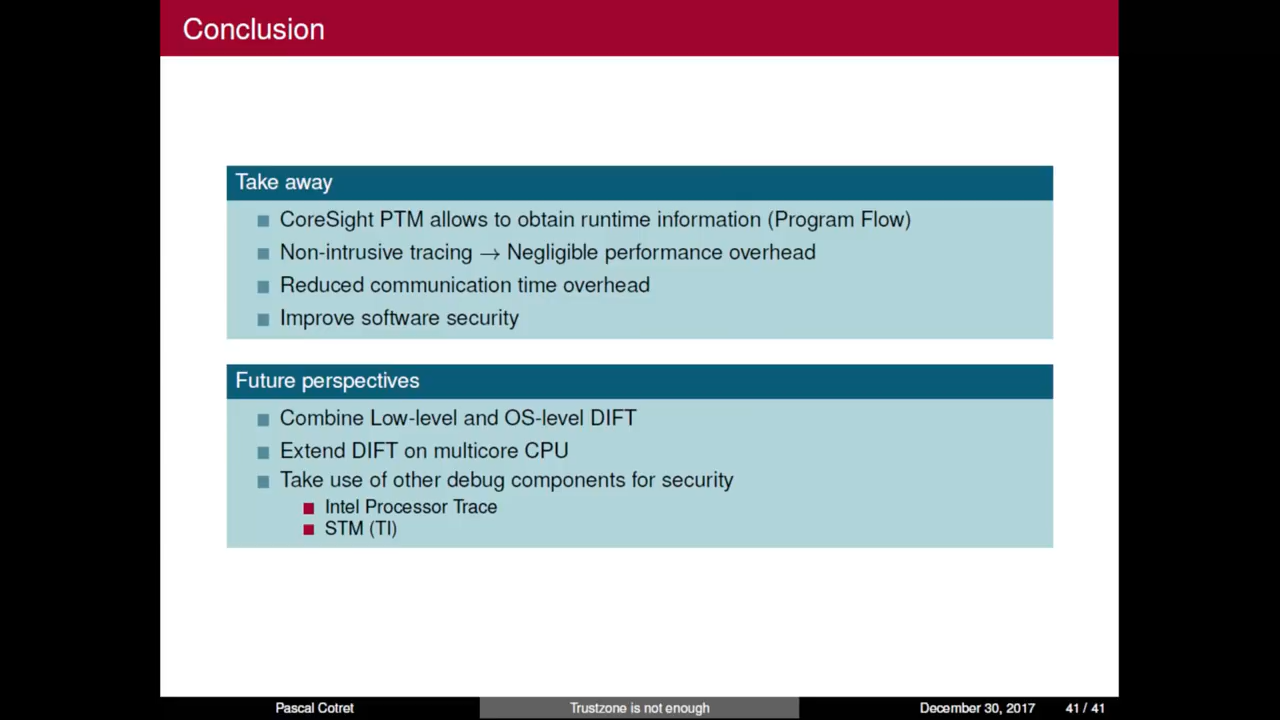 Conclusion
Take away
CoreSight PTM allows to obtain runtime information (Program Flow)
Non-intrusive tracing → Negligible performance overhead
Reduced communication time overhead
Improve software security
Future perspectives
Combine Low-level and OS-level DIFT
Extend DIFT on multicore CPU
Take use of other debug components for security
Intel Processor Trace
STM (TI)
Pascal Cotret Trustzone is not enough December 30, 2017 41 / 41